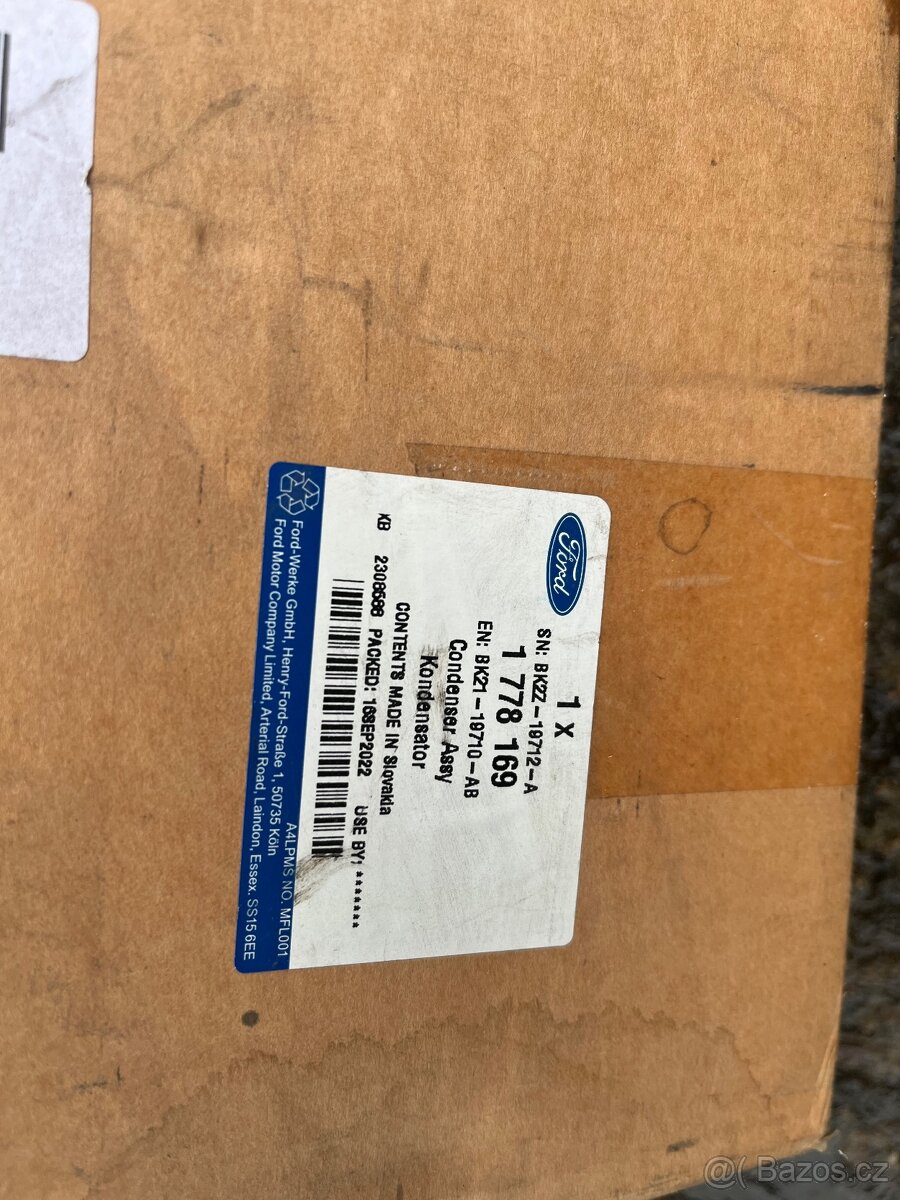 Ford
1 X
SN: BK2Z-19712-A
1 778 169
EN: BK21-19710-AB
Condenser Assy
Kondensator
CONTENTS MADE IN Slovakia
KB 2308688 PACKED: 16SEP2022 USE BY: *******
A4LPMS NO. MFL001
Ford-Werke GmbH, Henry-Ford-Straße 1, 50735 Köln
Ford Motor Company Limited, Arterial Road, Laindon, Essex. SS15 6EE
@( Bazos.cz